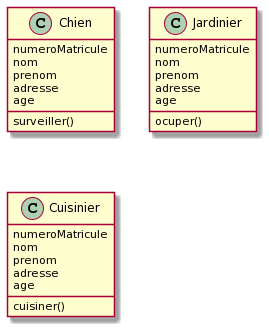 C Chien
numeroMatricule
nom
prenom
adresse
age
surveiller()
C Jardinier
numeroMatricule
nom
prenom
adresse
age
ocuper()
C Cuisinier
numeroMatricule
nom
prenom
adresse
age
cuisiner()